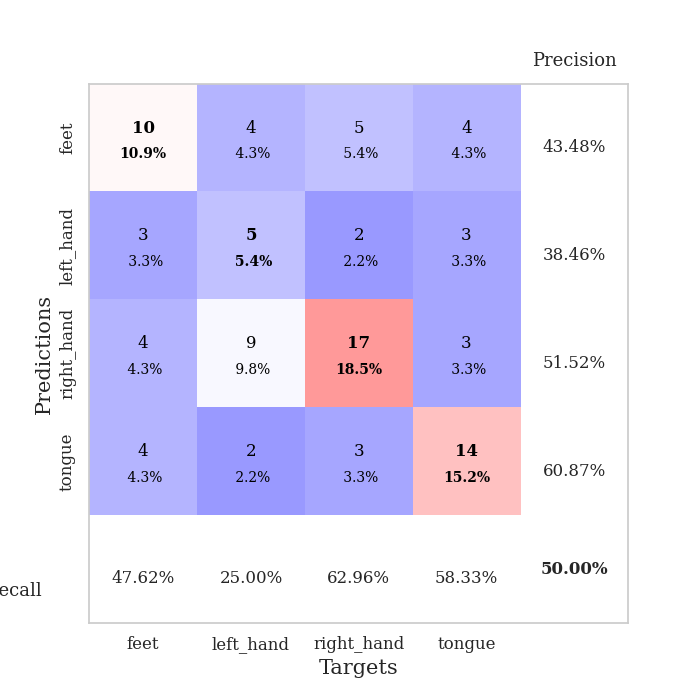 Precision
feet 10 4 5 4 43.48%
10.9% 4.3% 5.4% 4.3%
left_hand 3 5 2 3 38.46%
3.3% 5.4% 2.2% 3.3%
Predictions
right_hand 4 9 17 3 51.52%
4.3% 9.8% 18.5% 3.3%
tongue 4 2 3 14 60.87%
4.3% 2.2% 3.3% 15.2%
ecall 47.62% 25.00% 62.96% 58.33% 50.00%
feet left_hand right_hand tongue
Targets